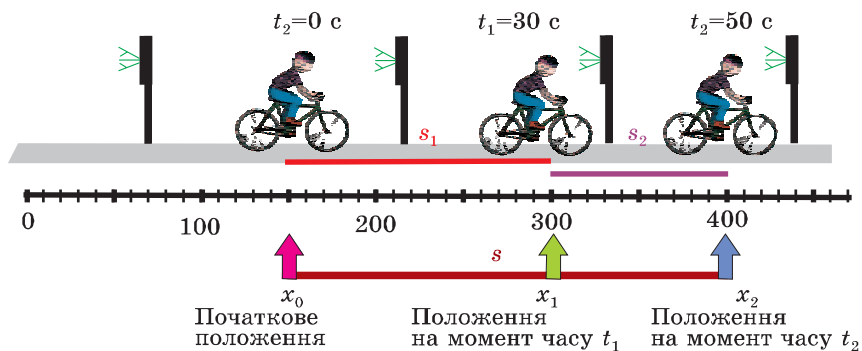 t₂=0 с
t₁=30 с
t₂=50 с
s₁
s₂
0
100
200
300
400
s
x₀
x₁
x₂
Початкове
положення
Положення
на момент часу t₁
Положення
на момент часу t₂